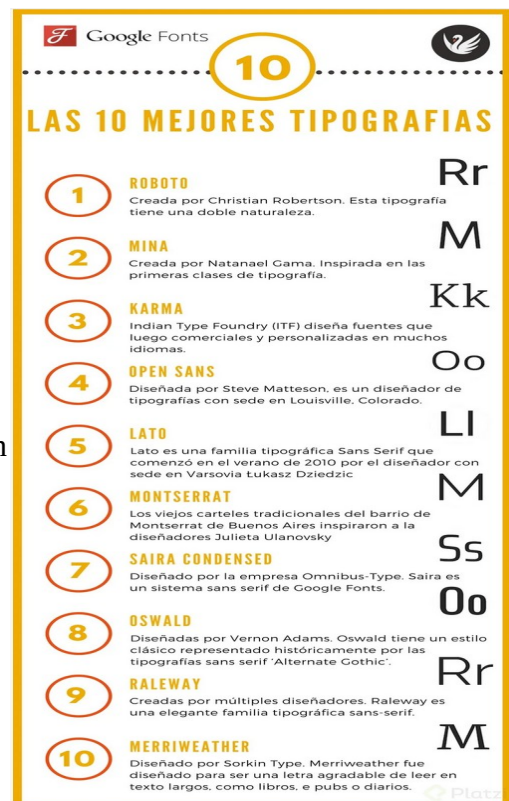 Google Fonts
10
LAS 10 MEJORES TIPOGRAFIAS
Rr
1
ROBOTO
Creada por Christian Robertson. Esta tipografía
tiene una doble naturaleza.
M
2
MINA
Creada por Natanael Gama. Inspirada en las
primeras clases de tipografía.
Kk
3
KARMA
Indian Type Foundry (ITF) diseña fuentes que
luego comerciales y personalizadas en muchos
idiomas.
Oo
4
OPEN SANS
Diseñada por Steve Matteson, es un diseñador de
tipografías con sede en Louisville, Colorado.
Ll
n
5
LATO
Lato es una familia tipográfica Sans Serif que
comenzó en el verano de 2010 por el diseñador con
sede en Varsovia Łukasz Dziedzic
M
6
MONTSERRAT
Los viejos carteles tradicionales del barrio de
Montserrat de Buenos Aires inspiraron a la
diseñadores Julieta Ulanovsky
Ss
7
SAIRA CONDENSED
Diseñado por la empresa Omnibus-Type. Saira es
un sistema sans serif de Google Fonts.
Oo
8
OSWALD
Diseñadas por Vernon Adams. Oswald tiene un estilo
clásico representado históricamente por las
tipografías sans serif 'Alternate Gothic'.
Rr
9
RALEWAY
Creadas por múltiples diseñadores. Raleway es
una elegante familia tipográfica sans-serif.
M
10
MERRIWEATHER
Diseñado por Sorkin Type. Merriweather fue
diseñado para ser una letra agradable de leer en
texto largos, como libros, e pubs o diarios.
Platzi